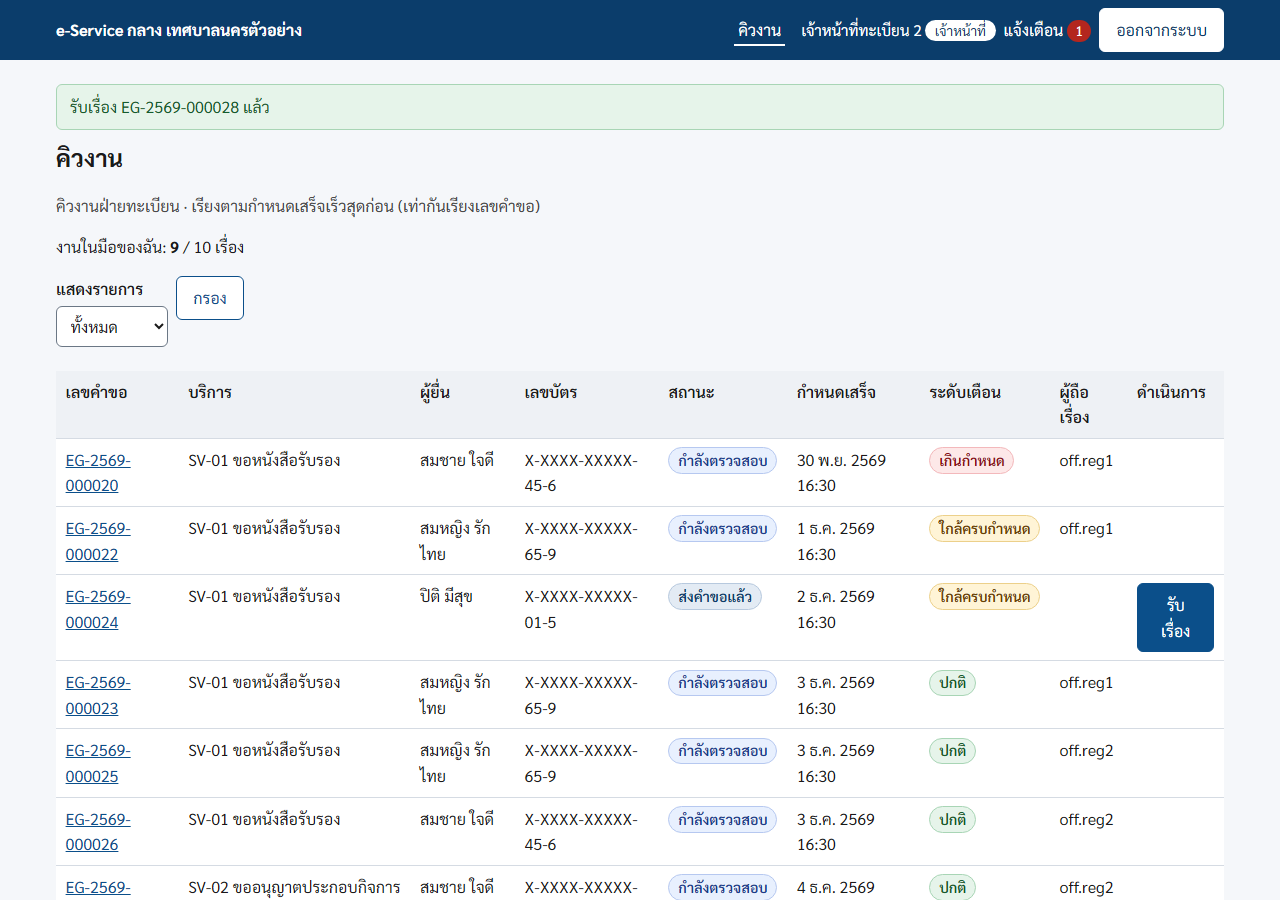 e-Service กลาง เทศบาลนครตัวอย่าง
คิวงาน เจ้าหน้าที่ทะเบียน 2 เจ้าหน้าที่ แจ้งเตือน 1 ออกจากระบบ
รับเรื่อง EG-2569-000028 แล้ว
คิวงาน
คิวงานฝ่ายทะเบียน · เรียงตามกำหนดเสร็จเร็วสุดก่อน (เท่ากันเรียงเลขคำขอ)
งานในมือของฉัน: 9 / 10 เรื่อง
แสดงรายการ
ทั้งหมด
กรอง
เลขคำขอ บริการ ผู้ยื่น เลขบัตร สถานะ กำหนดเสร็จ ระดับเตือน ผู้ถือ ดำเนินการ
เรื่อง
EG-2569- SV-01 ขอหนังสือรับรอง สมชาย ใจดี X-XXXX-XXXXX- กำลังตรวจสอบ 30 พ.ย. 2569 เกินกำหนด off.reg1
000020 45-6 16:30
EG-2569- SV-01 ขอหนังสือรับรอง สมหญิง รัก X-XXXX-XXXXX- กำลังตรวจสอบ 1 ธ.ค. 2569 ใกล้ครบกำหนด off.reg1
000022 ไทย 65-9 16:30
EG-2569- SV-01 ขอหนังสือรับรอง ปิติ มีสุข X-XXXX-XXXXX- ส่งคำขอแล้ว 2 ธ.ค. 2569 ใกล้ครบกำหนด รับ
000024 01-5 16:30 เรื่อง
EG-2569- SV-01 ขอหนังสือรับรอง สมหญิง รัก X-XXXX-XXXXX- กำลังตรวจสอบ 3 ธ.ค. 2569 ปกติ off.reg1
000023 ไทย 65-9 16:30
EG-2569- SV-01 ขอหนังสือรับรอง สมหญิง รัก X-XXXX-XXXXX- กำลังตรวจสอบ 3 ธ.ค. 2569 ปกติ off.reg2
000025 ไทย 65-9 16:30
EG-2569- SV-01 ขอหนังสือรับรอง สมชาย ใจดี X-XXXX-XXXXX- กำลังตรวจสอบ 3 ธ.ค. 2569 ปกติ off.reg2
000026 45-6 16:30
EG-2569- SV-02 ขออนุญาตประกอบกิจการ สมชาย ใจดี X-XXXX-XXXXX- กำลังตรวจสอบ 4 ธ.ค. 2569 ปกติ off.reg2